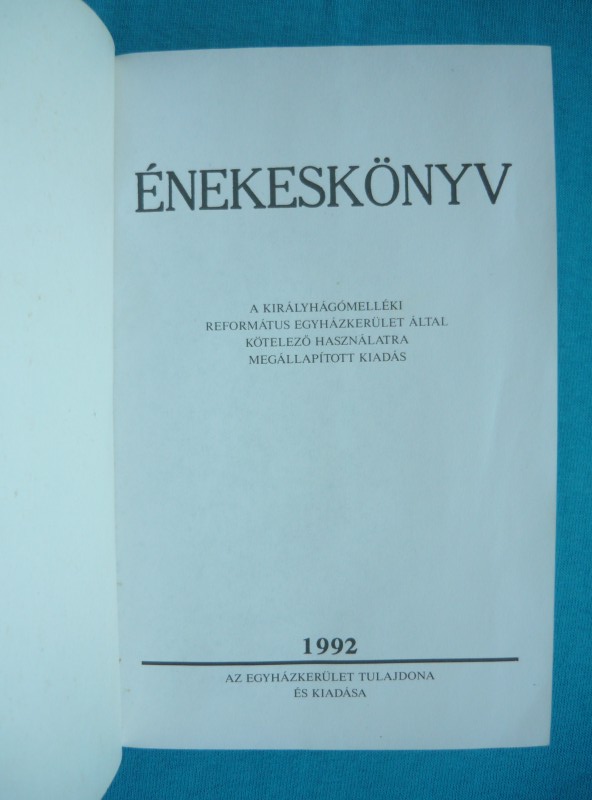 ÉNEKESKÖNYV
A KIRÁLYHÁGÓMELLÉKI
REFORMÁTUS EGYHÁZKERÜLET ÁLTAL
KÖTELEZŐ HASZNÁLATRA
MEGÁLLAPÍTOTT KIADÁS
1992
AZ EGYHÁZKERÜLET TULAJDONA
ÉS KIADÁSA